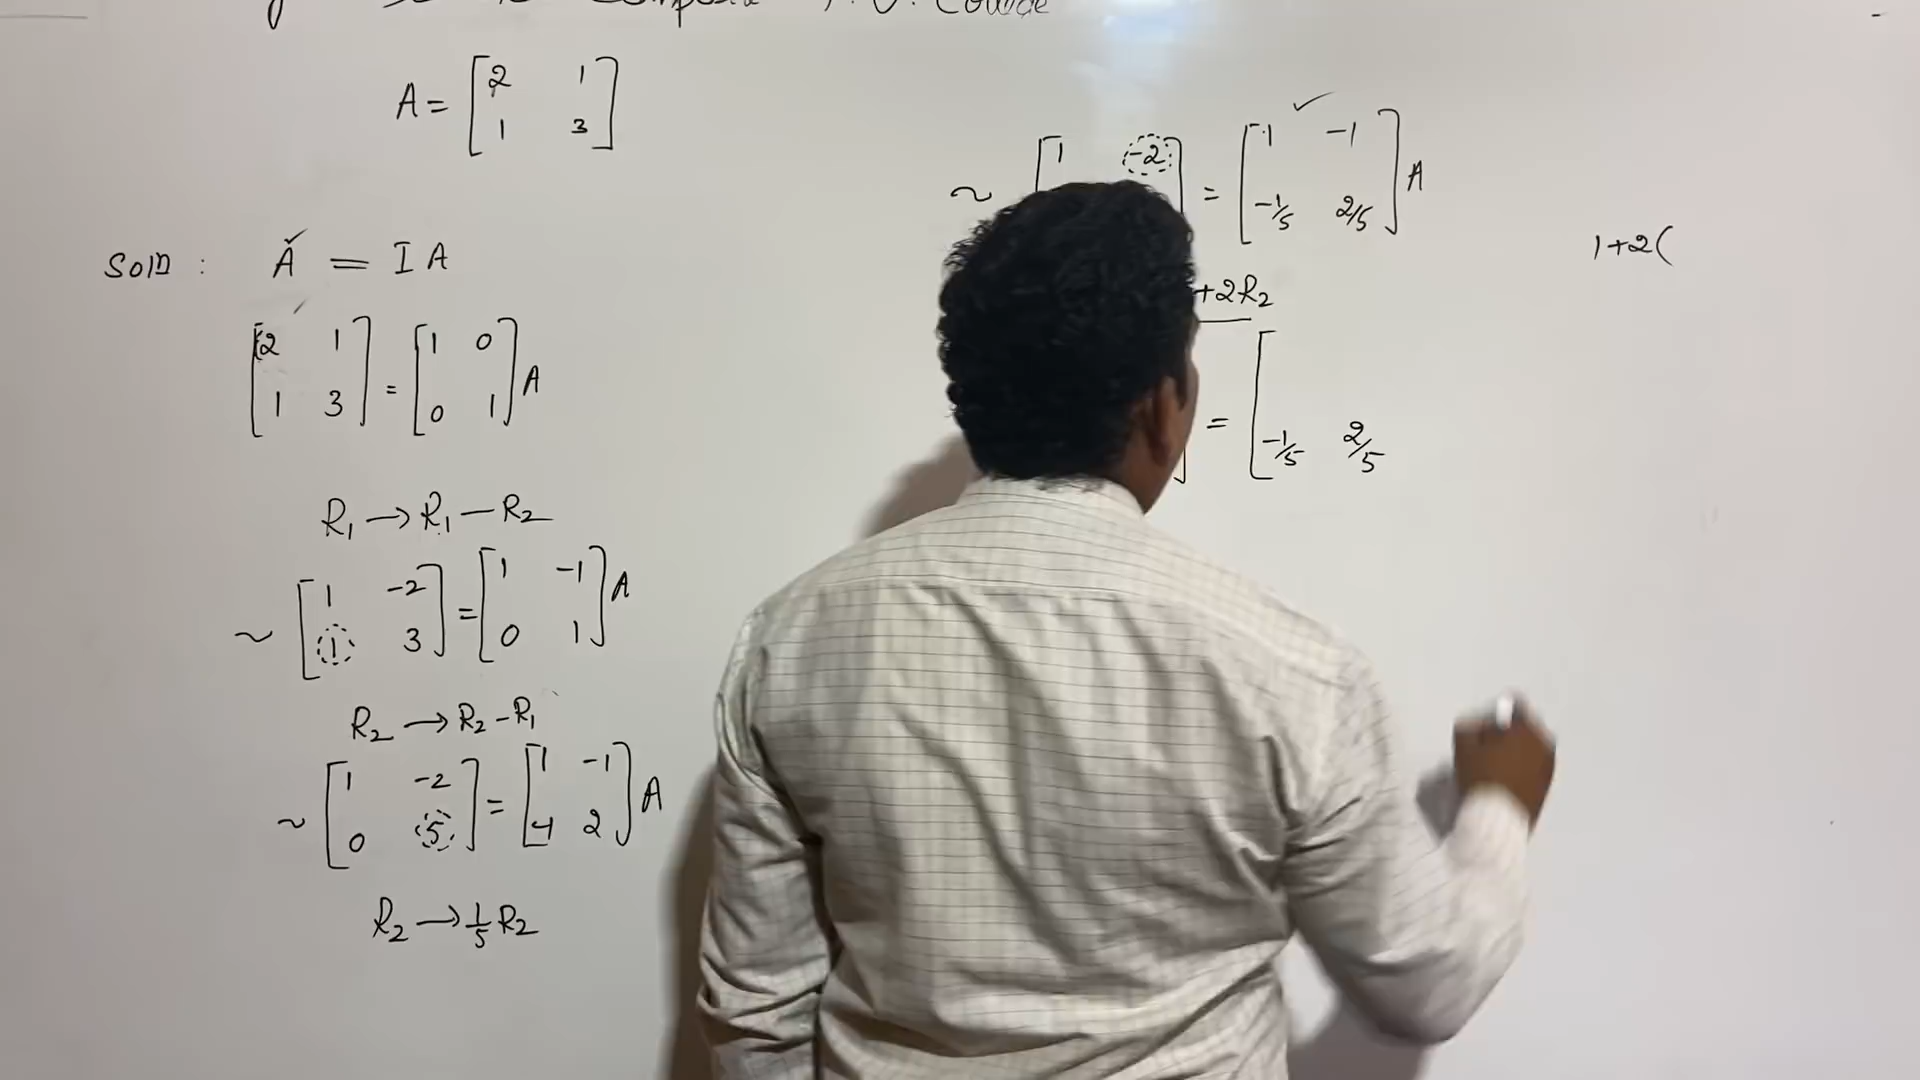 A = [2 1
1 3]
Soln : A = I A
[2 1
1 3] = [1 0
0 1] A
R₁ → R₁ − R₂
~ [1 -2
1 3] = [1 -1
0 1] A
R₂ → R₂ - R₁
~ [1 -2
0 5] = [1 -1
-1 2] A
R₂ → 1/5 R₂
~ [1 -2] = [1 -1
-1/5 2/5] A
+2R₂
= [
-1/5 2/5
1+2(